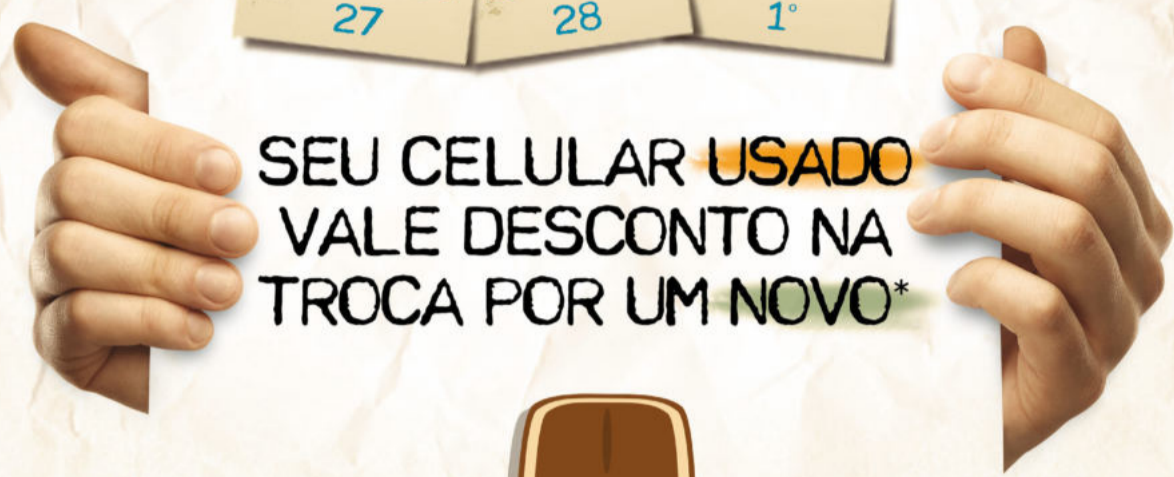 27 28 1°
SEU CELULAR USADO
VALE DESCONTO NA
TROCA POR UM NOVO*